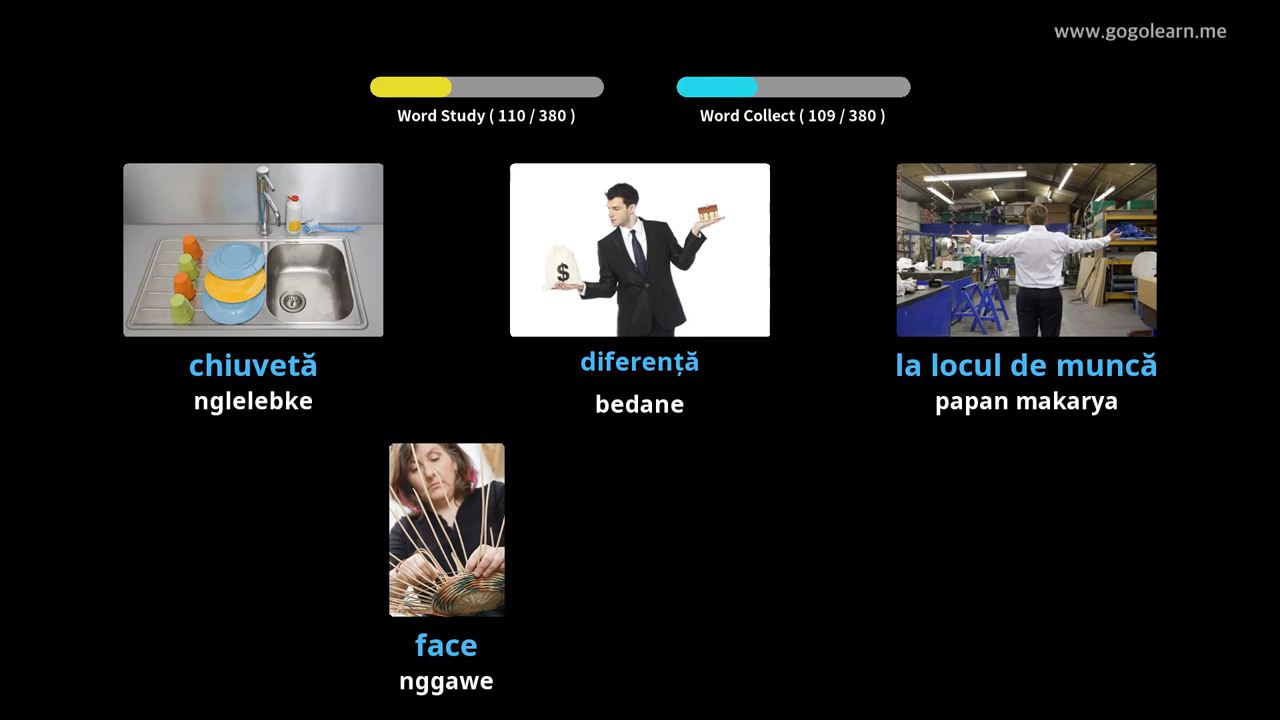 www.gogolearn.me
Word Study ( 110 / 380 )
Word Collect ( 109 / 380 )
$
chiuvetă
nglelebke
diferență
bedane
la locul de muncă
papan makarya
face
nggawe